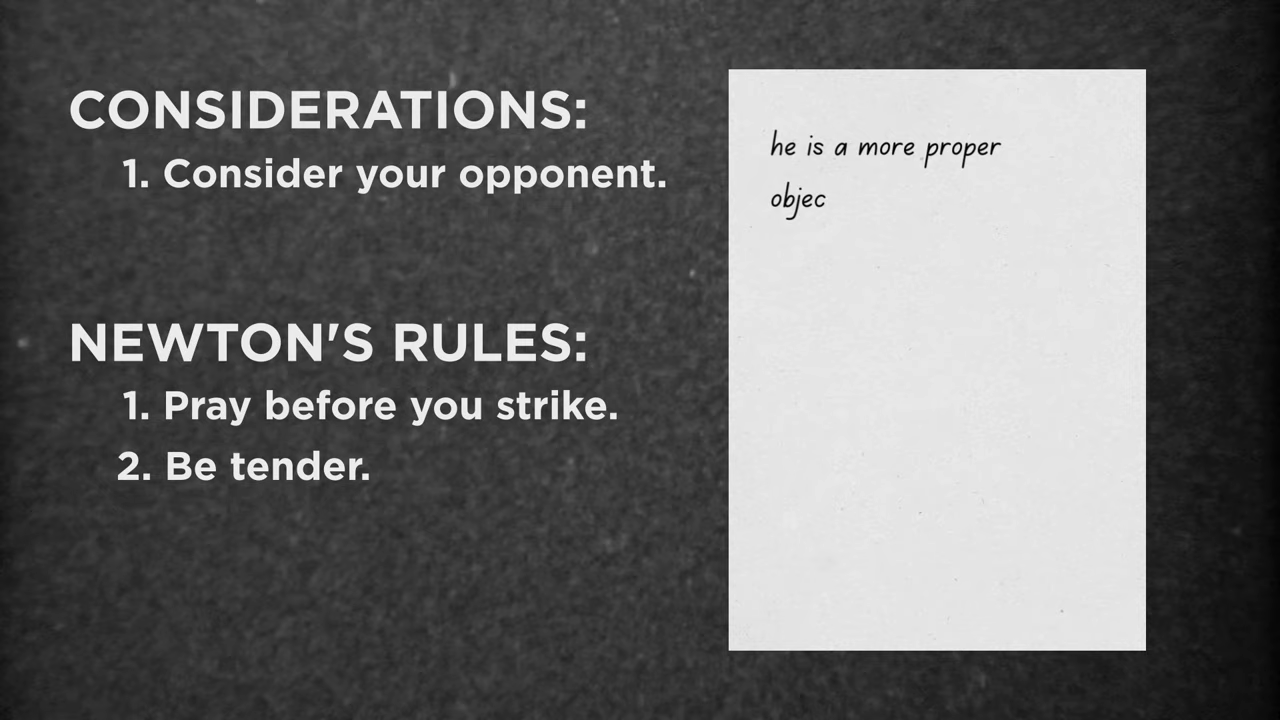 CONSIDERATIONS:
1. Consider your opponent.
NEWTON'S RULES:
1. Pray before you strike.
2. Be tender.
he is a more proper
objec